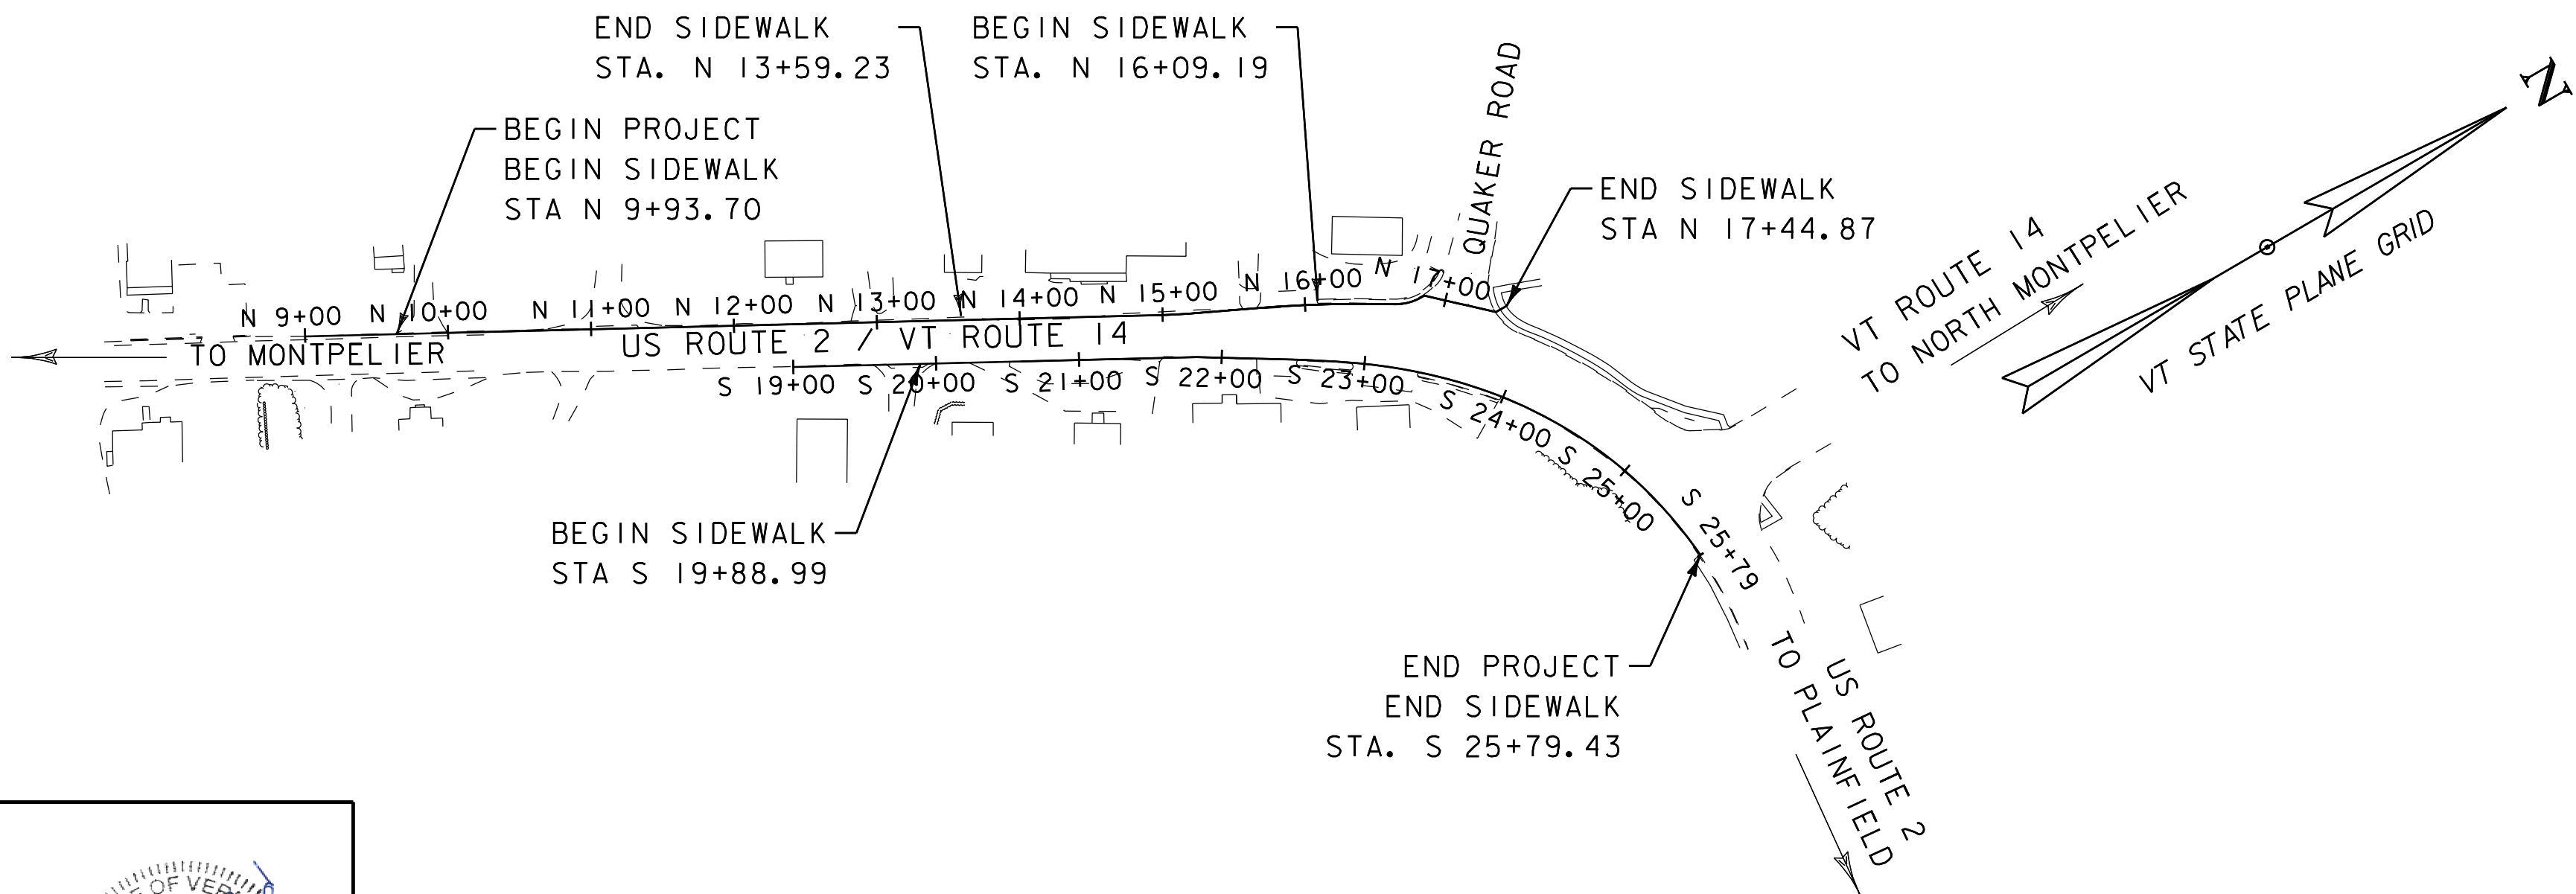 END SIDEWALK
STA. N 13+59.23
BEGIN SIDEWALK
STA. N 16+09.19
BEGIN PROJECT
BEGIN SIDEWALK
STA N 9+93.70
QUAKER ROAD
END SIDEWALK
STA N 17+44.87
N
VT STATE PLANE GRID
VT ROUTE 14
TO NORTH MONTPELIER
N 9+00
N 10+00
N 11+00
N 12+00
N 13+00
N 14+00
N 15+00
N 16+00
N 17+00
TO MONTPELIER
US ROUTE 2 / VT ROUTE 14
S 19+00
S 20+00
S 21+00
S 22+00
S 23+00
S 24+00
S 25+00
S 25+79
BEGIN SIDEWALK
STA S 19+88.99
END PROJECT
END SIDEWALK
STA. S 25+79.43
US ROUTE 2
TO PLAINFIELD
OF VER